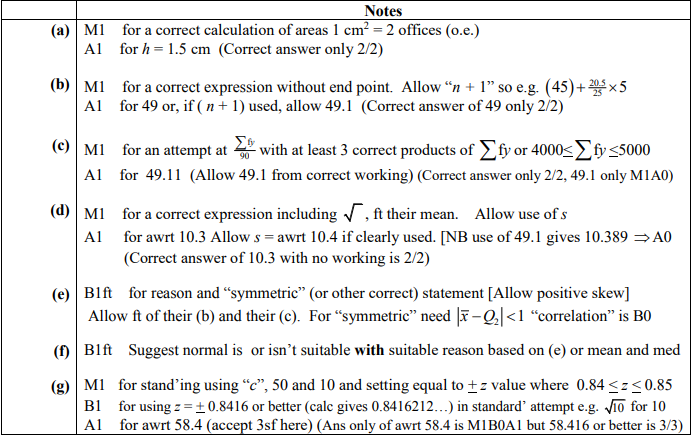 Notes
(a) M1 for a correct calculation of areas 1 cm² = 2 offices (o.e.)
A1 for h = 1.5 cm (Correct answer only 2/2)
(b) M1 for a correct expression without end point. Allow “n + 1” so e.g. (45) + 20.5/25 × 5
A1 for 49 or, if ( n + 1) used, allow 49.1 (Correct answer of 49 only 2/2)
(c) M1 for an attempt at ∑fy/90 with at least 3 correct products of ∑fy or 4000≤∑fy≤5000
A1 for 49.11 (Allow 49.1 from correct working) (Correct answer only 2/2, 49.1 only M1A0)
(d) M1 for a correct expression including √ , ft their mean. Allow use of s
A1 for awrt 10.3 Allow s = awrt 10.4 if clearly used. [NB use of 49.1 gives 10.389 ⇒ A0
(Correct answer of 10.3 with no working is 2/2)
(e) B1ft for reason and “symmetric” (or other correct) statement [Allow positive skew]
Allow ft of their (b) and their (c). For “symmetric” need |x̄ − Q₂| < 1 “correlation” is B0
(f) B1ft Suggest normal is or isn’t suitable with suitable reason based on (e) or mean and med
(g) M1 for stand’ing using “c”, 50 and 10 and setting equal to ± z value where 0.84 ≤ z ≤ 0.85
B1 for using z = ± 0.8416 or better (calc gives 0.8416212…) in standard’ attempt e.g. √10 for 10
A1 for awrt 58.4 (accept 3sf here) (Ans only of awrt 58.4 is M1B0A1 but 58.416 or better is 3/3)